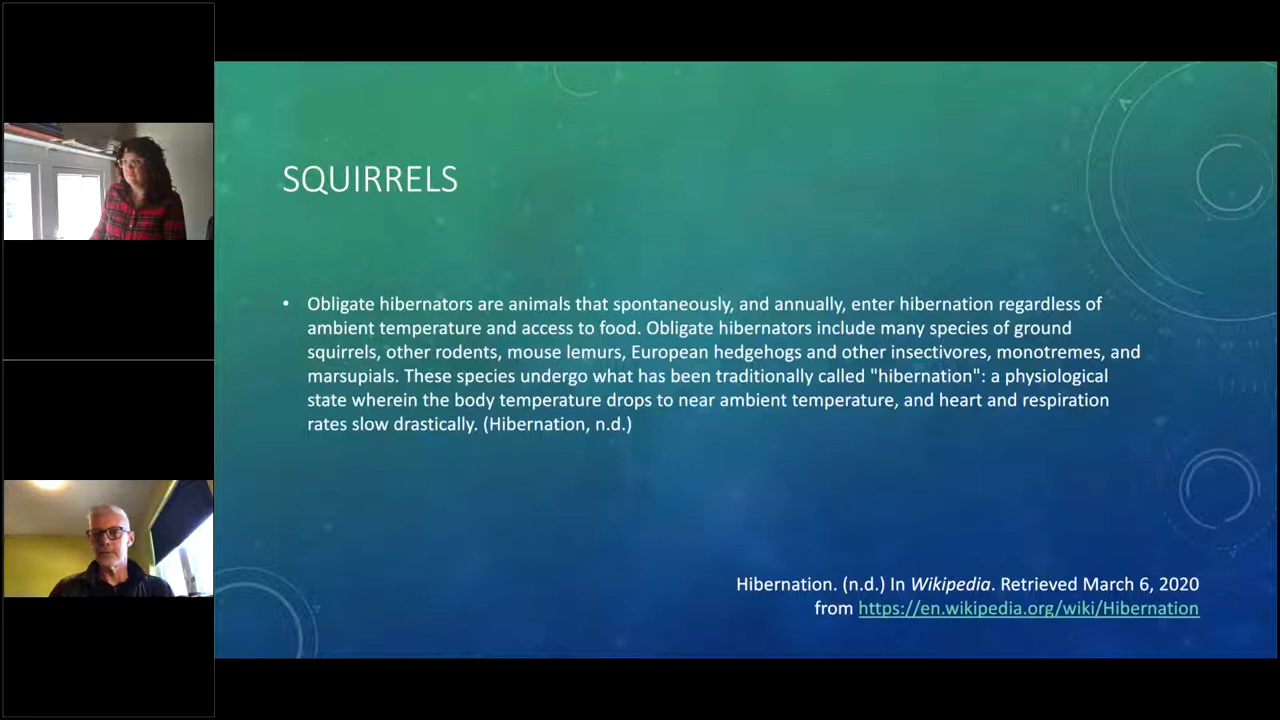 SQUIRRELS
• Obligate hibernators are animals that spontaneously, and annually, enter hibernation regardless of
ambient temperature and access to food. Obligate hibernators include many species of ground
squirrels, other rodents, mouse lemurs, European hedgehogs and other insectivores, monotremes, and
marsupials. These species undergo what has been traditionally called "hibernation": a physiological
state wherein the body temperature drops to near ambient temperature, and heart and respiration
rates slow drastically. (Hibernation, n.d.)
Hibernation. (n.d.) In Wikipedia. Retrieved March 6, 2020
from https://en.wikipedia.org/wiki/Hibernation